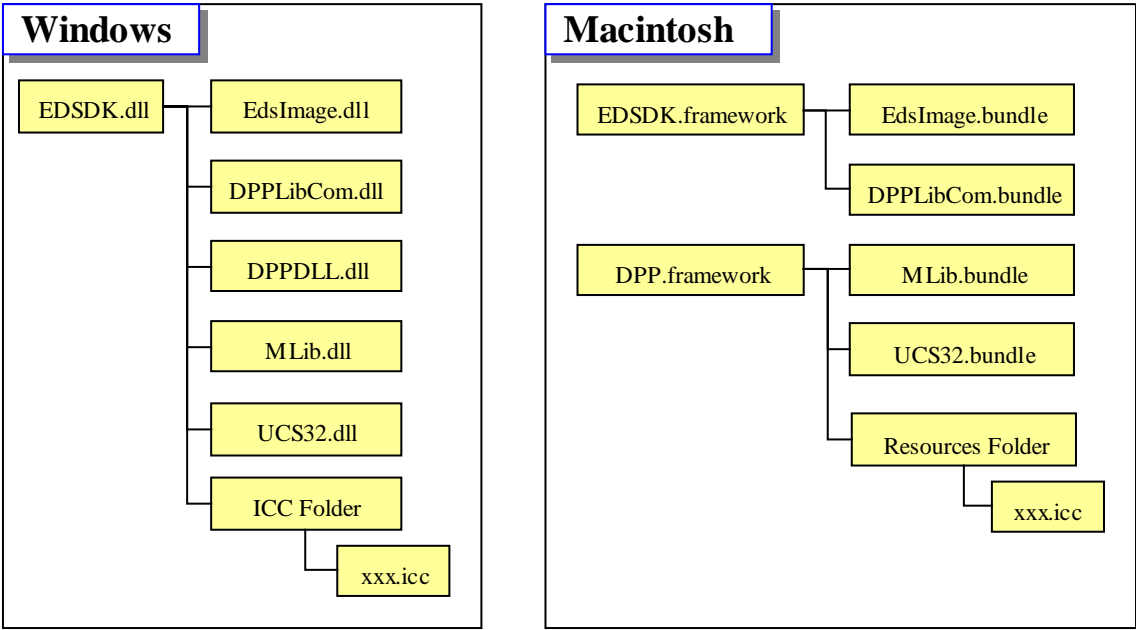 Windows
EDSDK.dll
EdsImage.dll
DPPLibCom.dll
DPPDLL.dll
MLib.dll
UCS32.dll
ICC Folder
xxx.icc
Macintosh
EDSDK.framework
EdsImage.bundle
DPPLibCom.bundle
DPP.framework
MLib.bundle
UCS32.bundle
Resources Folder
xxx.icc